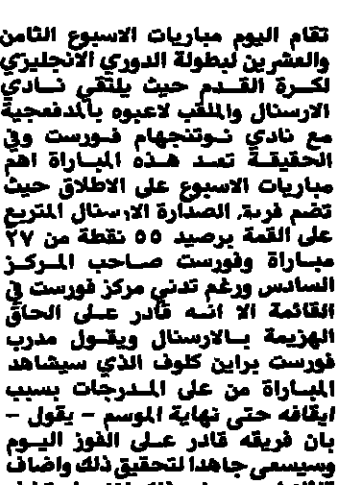 تقام اليوم مباريات الاسبوع الثامن
والعشرين لبطولة الدوري الانجليزي
لكرة القدم حيث يلتقي نادي
الارسنال والملقب لاعبوه بالمدفعجية
مع نادي نوتنجهام فورست وفي
الحقيقة تعد هذه المباراة اهم
مباريات الاسبوع على الاطلاق حيث
تضم فرية الصدارة الارسنال المتربع
على القمة برصيد ٥٥ نقطة من ٢٧
مباراة وفورست صاحب المركز
السادس ورغم تدني مركز فورست في
القائمة الا انه قادر على الحاق
الهزيمة بالارسنال ويقول مدرب
فورست براين كلوف الذي سيشاهد
المباراة من على المدرجات بسبب
ايقافه حتى نهاية الموسم - يقول -
بان فريقه قادر على الفوز اليوم
وسيسعى جاهدا لتحقيق ذلك واضاف